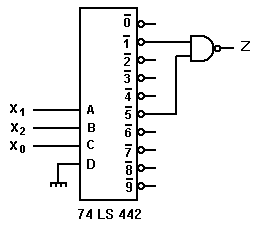 0̅
1̅
Z
2̅
3̅
4̅
X₁ A 5̅
X₂ B 6̅
X₀ C 7̅
D 8̅
9̅
74 LS 442